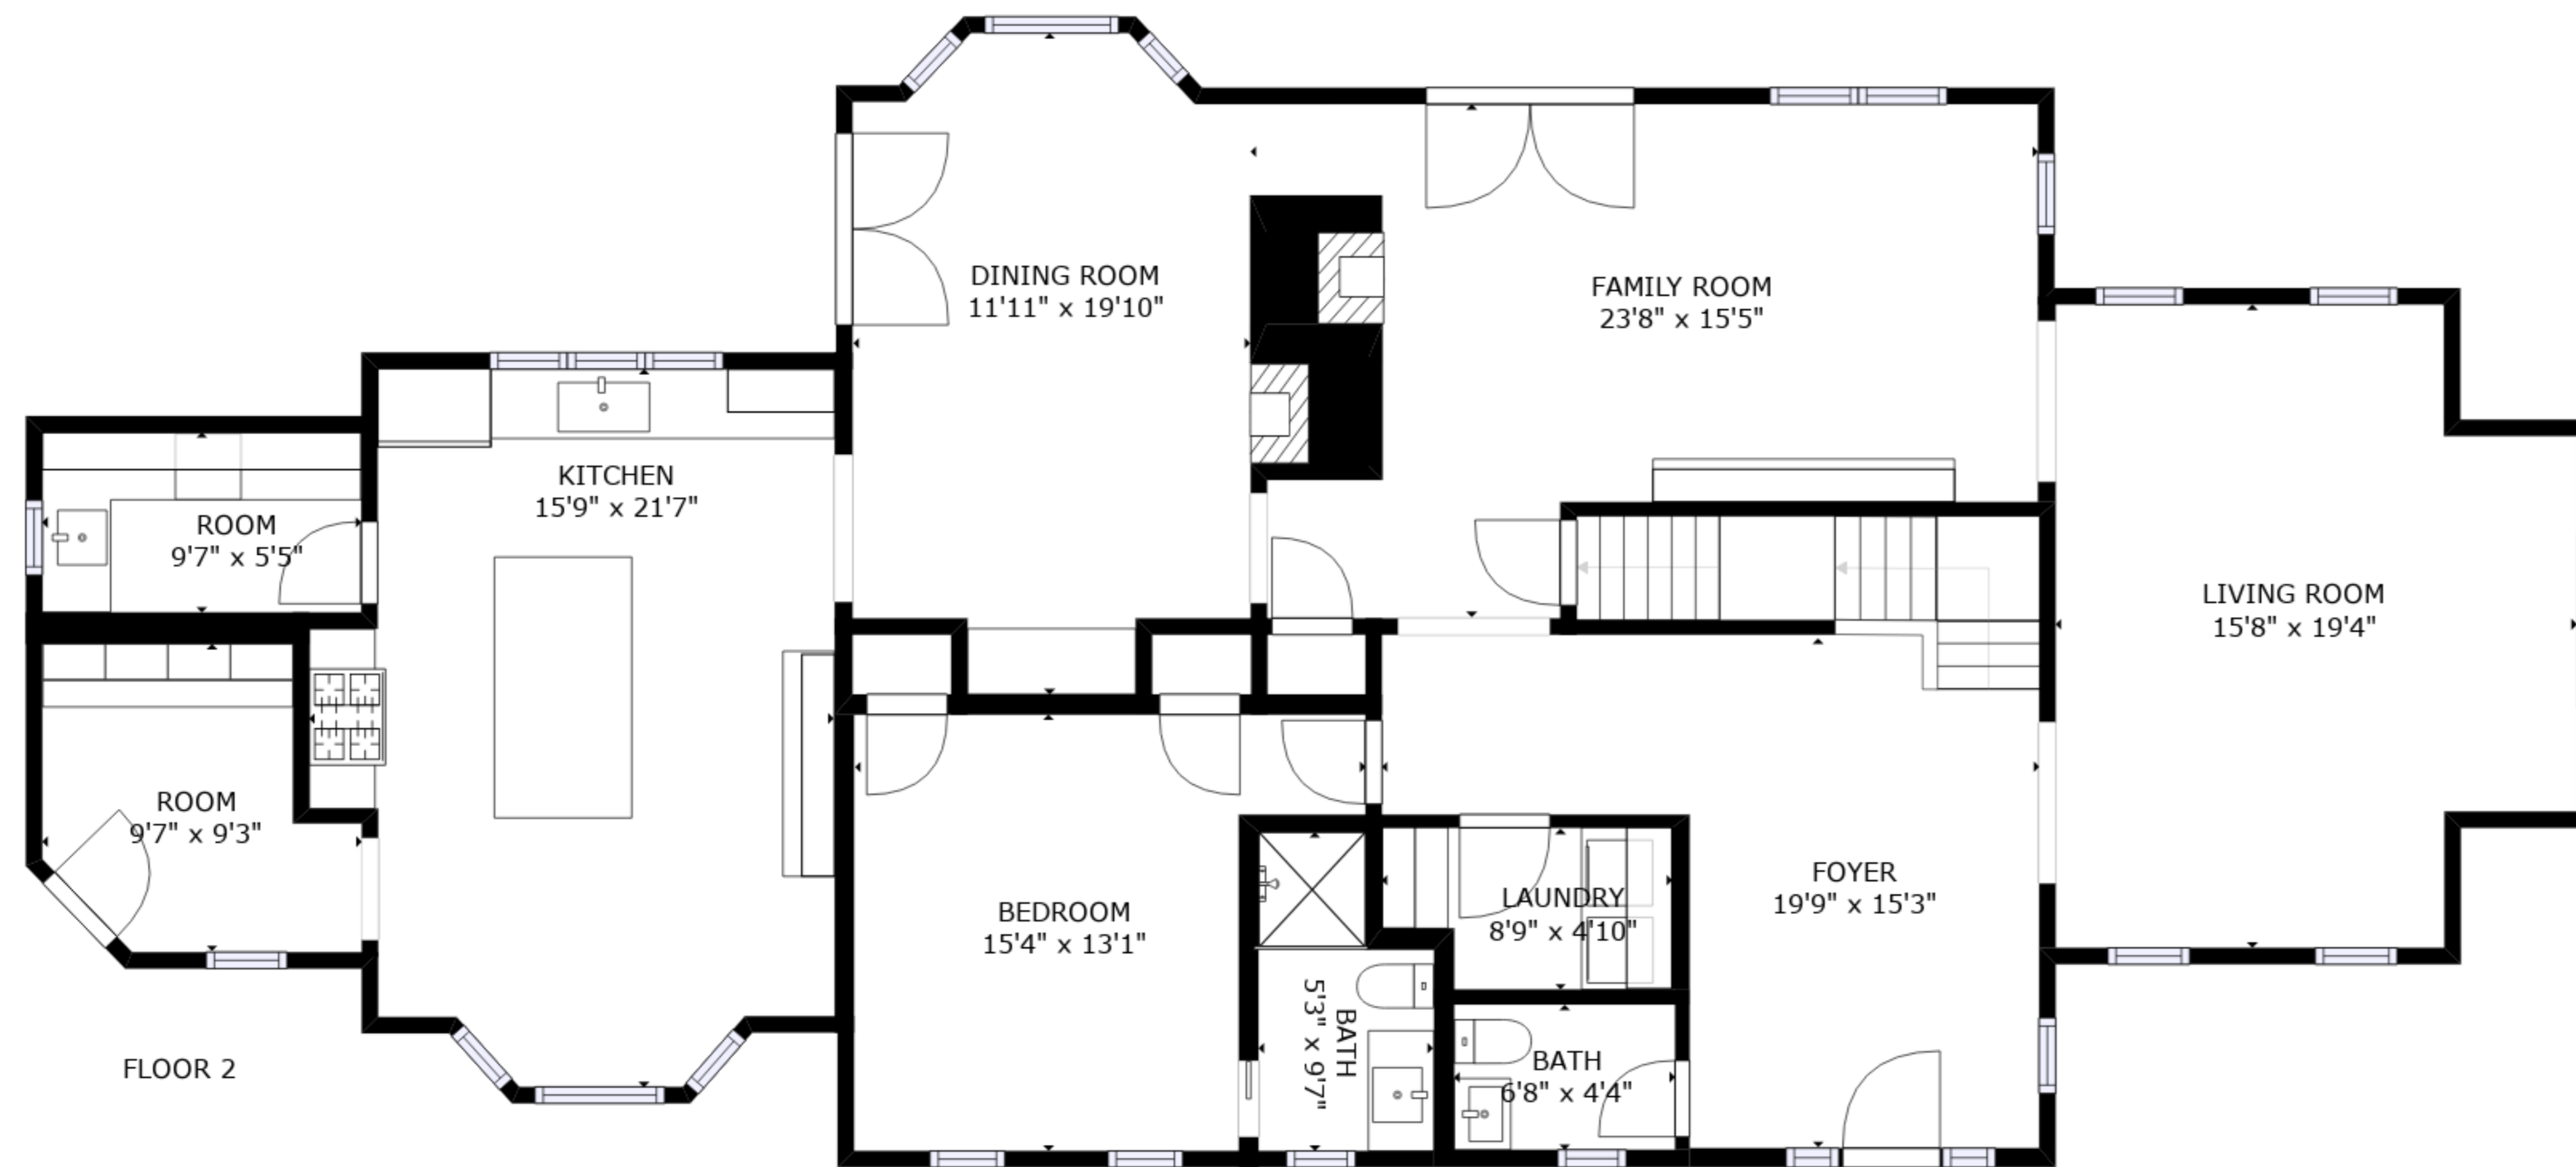 DINING ROOM
11'11" x 19'10"
FAMILY ROOM
23'8" x 15'5"
KITCHEN
15'9" x 21'7"
ROOM
9'7" x 5'5"
LIVING ROOM
15'8" x 19'4"
ROOM
9'7" x 9'3"
BEDROOM
15'4" x 13'1"
LAUNDRY
8'9" x 4'10"
FOYER
19'9" x 15'3"
BATH
5'3" x 9'7"
BATH
6'8" x 4'4"
FLOOR 2